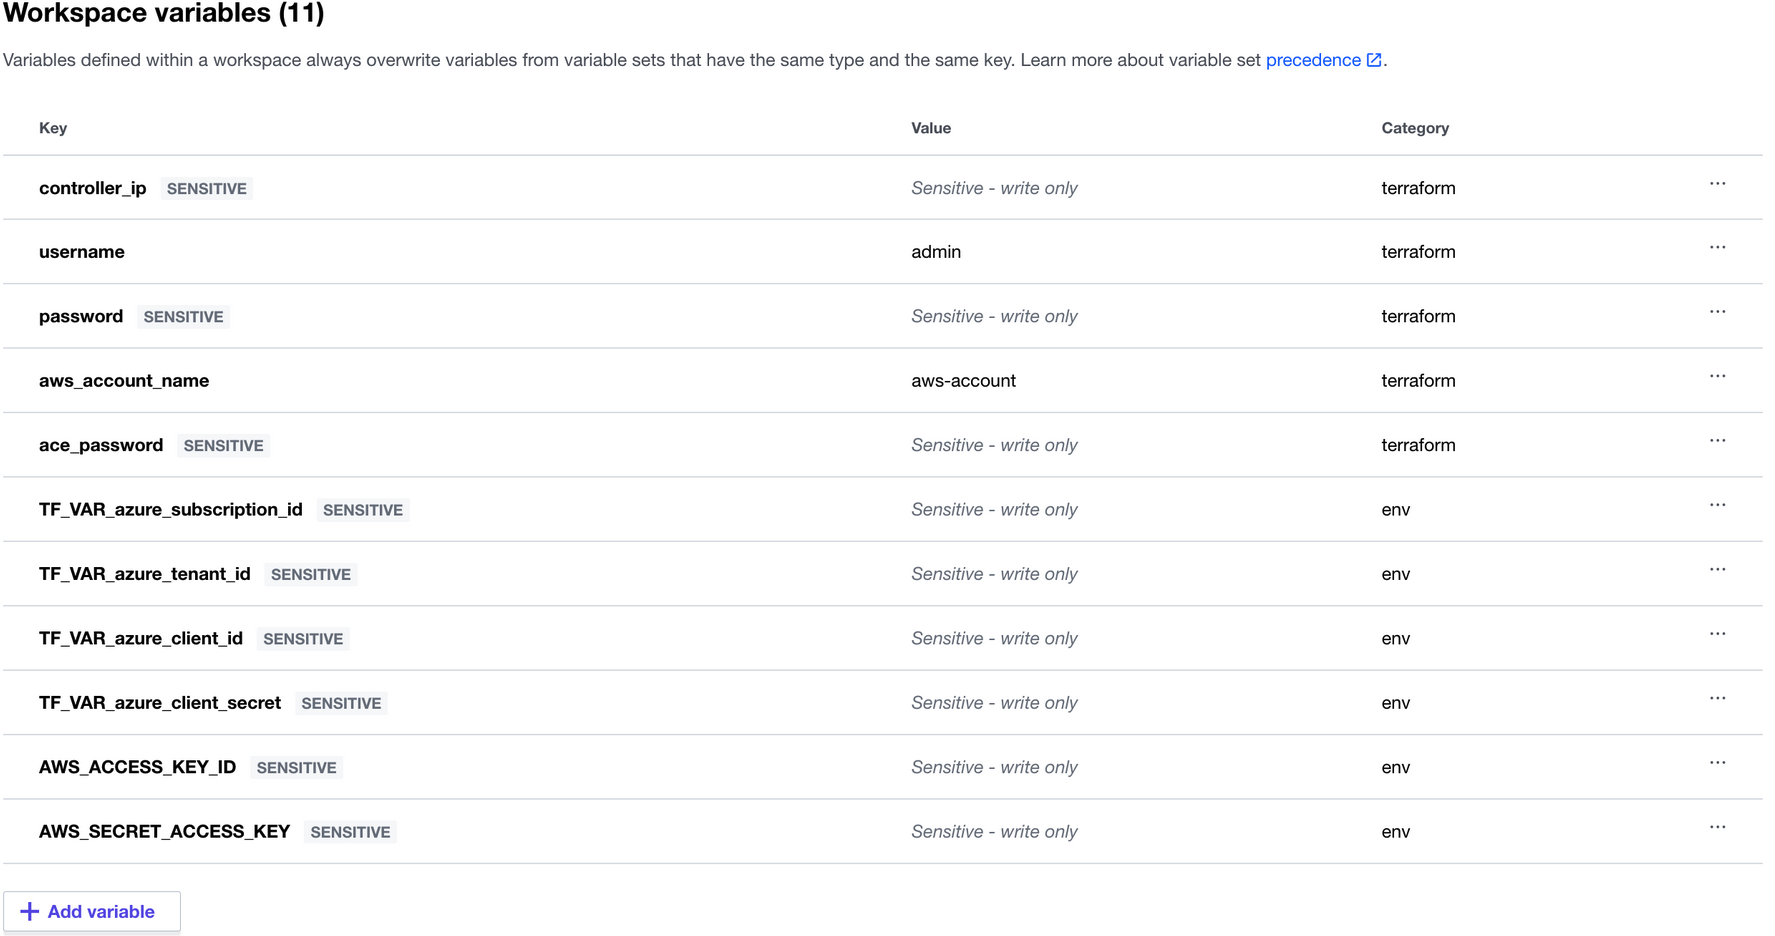 Workspace variables (11)
Variables defined within a workspace always overwrite variables from variable sets that have the same type and the same key. Learn more about variable set precedence.
Key Value Category
controller_ip SENSITIVE Sensitive - write only terraform ...
username admin terraform ...
password SENSITIVE Sensitive - write only terraform ...
aws_account_name aws-account terraform ...
ace_password SENSITIVE Sensitive - write only terraform ...
TF_VAR_azure_subscription_id SENSITIVE Sensitive - write only env ...
TF_VAR_azure_tenant_id SENSITIVE Sensitive - write only env ...
TF_VAR_azure_client_id SENSITIVE Sensitive - write only env ...
TF_VAR_azure_client_secret SENSITIVE Sensitive - write only env ...
AWS_ACCESS_KEY_ID SENSITIVE Sensitive - write only env ...
AWS_SECRET_ACCESS_KEY SENSITIVE Sensitive - write only env ...
+ Add variable